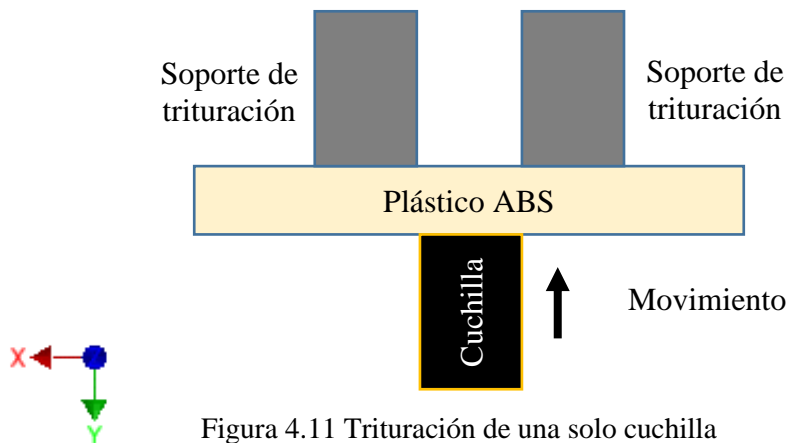 Soporte de
trituración
Soporte de
trituración
Plástico ABS
Cuchilla
Movimiento
X
Y
Figura 4.11 Trituración de una solo cuchilla